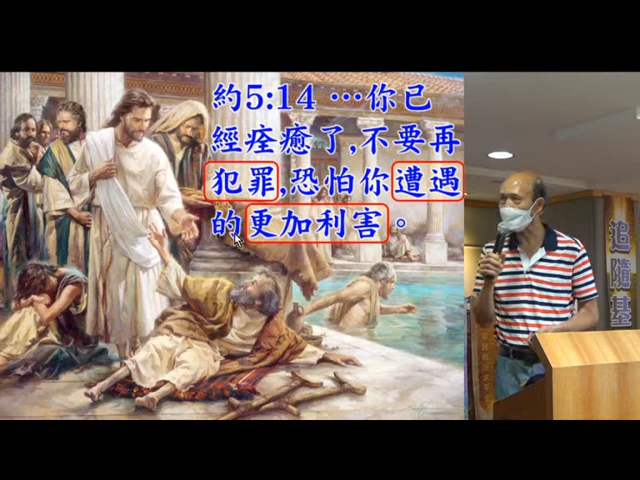 約5:14 …你已
經痊癒了,不要再
犯罪,恐怕你遭遇
的更加利害。
追隨基